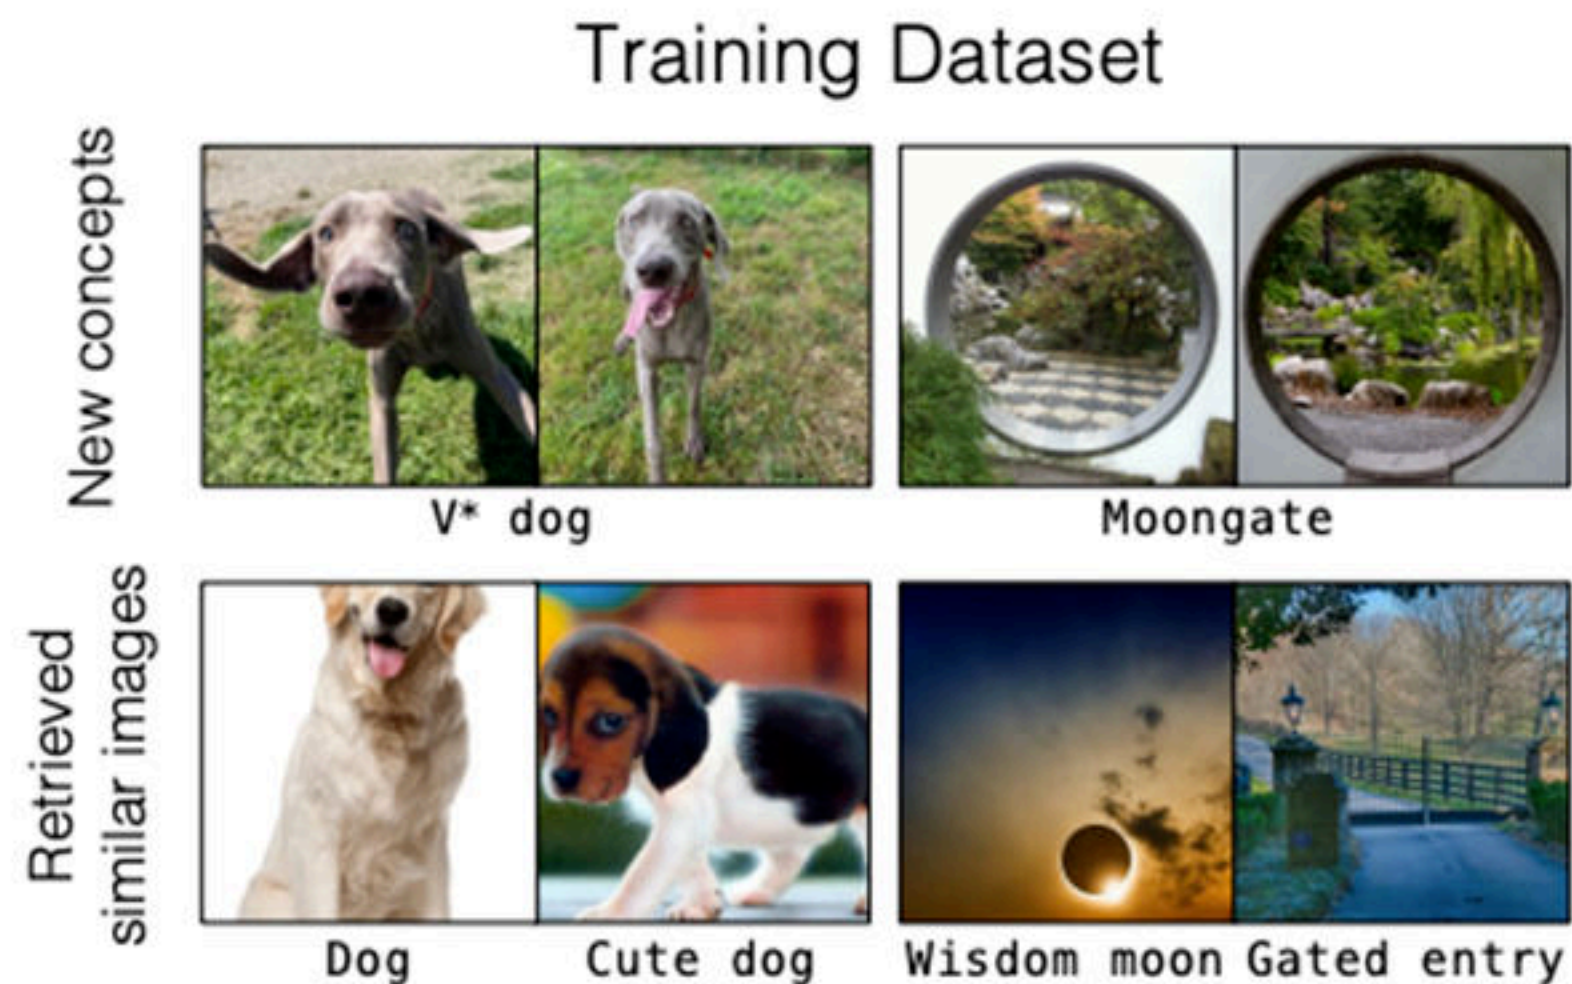 Training Dataset
New concepts
V* dog
Moongate
Retrieved
similar images
Dog
Cute dog
Wisdom moon
Gated entry